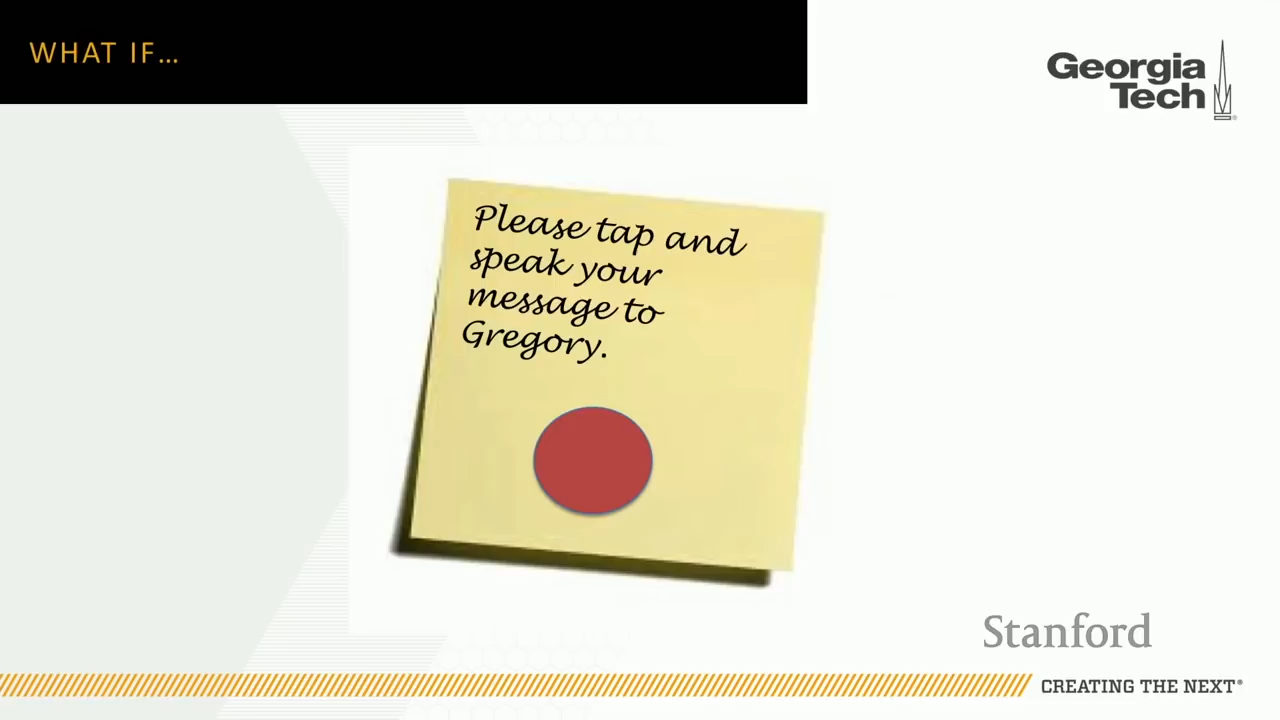 WHAT IF…
Georgia
Tech
Please tap and
speak your
message to
Gregory.
Stanford
CREATING THE NEXT®